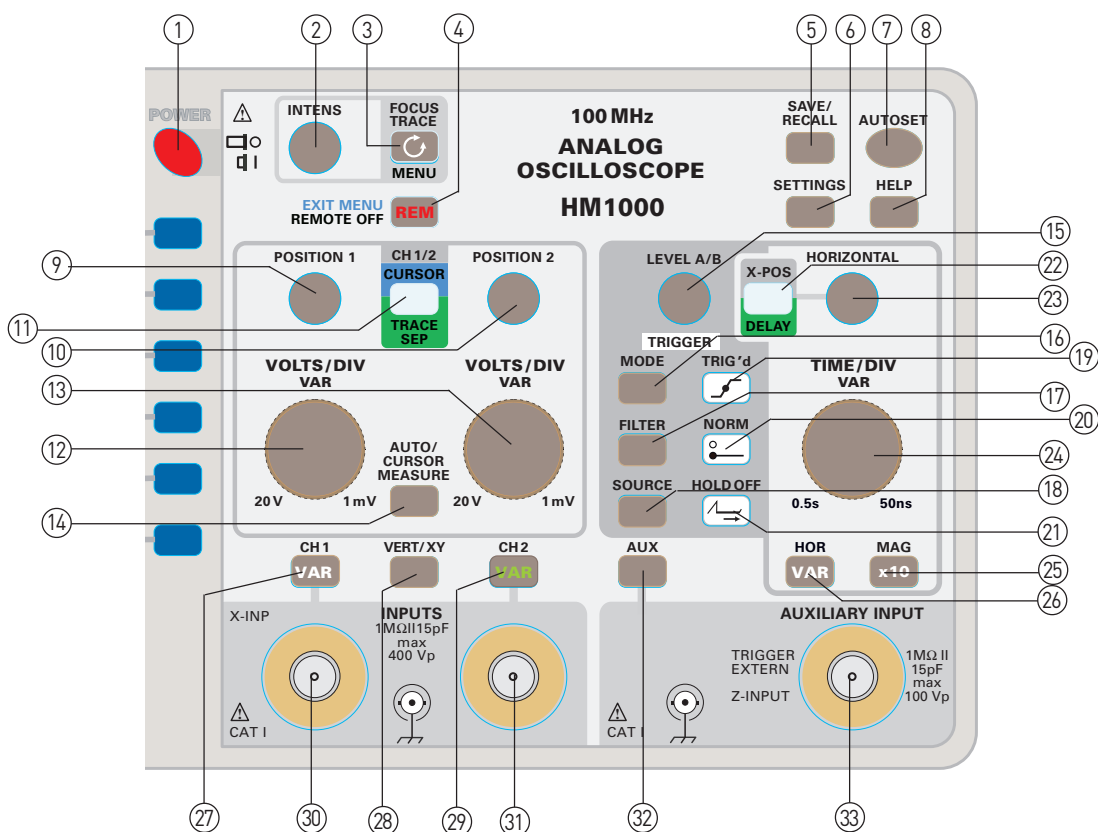 1 2 3 4 5 6 7 8
POWER
INTENS
FOCUS
TRACE
MENU
SAVE/
RECALL
AUTOSET
100 MHz
ANALOG
OSCILLOSCOPE
HM1000
SETTINGS
HELP
EXIT MENU
REMOTE OFF
REM
9
POSITION 1
CH 1/2
CURSOR
TRACE
SEP
POSITION 2
LEVEL A/B
X-POS
DELAY
HORIZONTAL
15
22
23
11
10
TRIGGER
16
MODE
TRIG'd
19
VOLTS/DIV
VAR
VOLTS/DIV
VAR
TIME/DIV
VAR
13
17
FILTER
NORM
20
12
AUTO/
CURSOR
MEASURE
24
SOURCE
HOLD OFF
18
20 V
1 mV
20 V
1 mV
0.5s
50ns
14
21
CH 1
VAR
VERT/XY
CH 2
VAR
AUX
HOR
VAR
MAG
x10
25
26
X-INP
INPUTS
1MΩII15pF
max
400 Vp
AUXILIARY INPUT
TRIGGER
EXTERN
Z-INPUT
1MΩ II
15pF
max
100 Vp
CAT I
CAT I
27 30 28 29 31 32 33